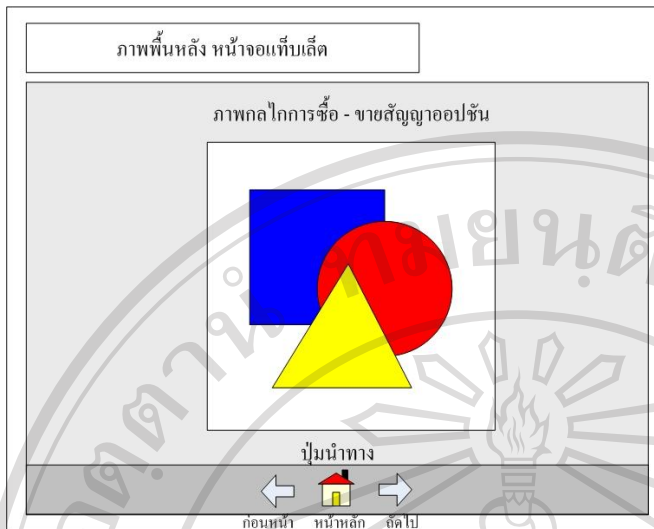 ภาพพื้นหลัง หน้าจอแท็บเล็ต
ภาพกลไกการซื้อ - ขายสัญญาออปชัน
ปุ่มนำทาง
ก่อนหน้า หน้าหลัก ถัดไป